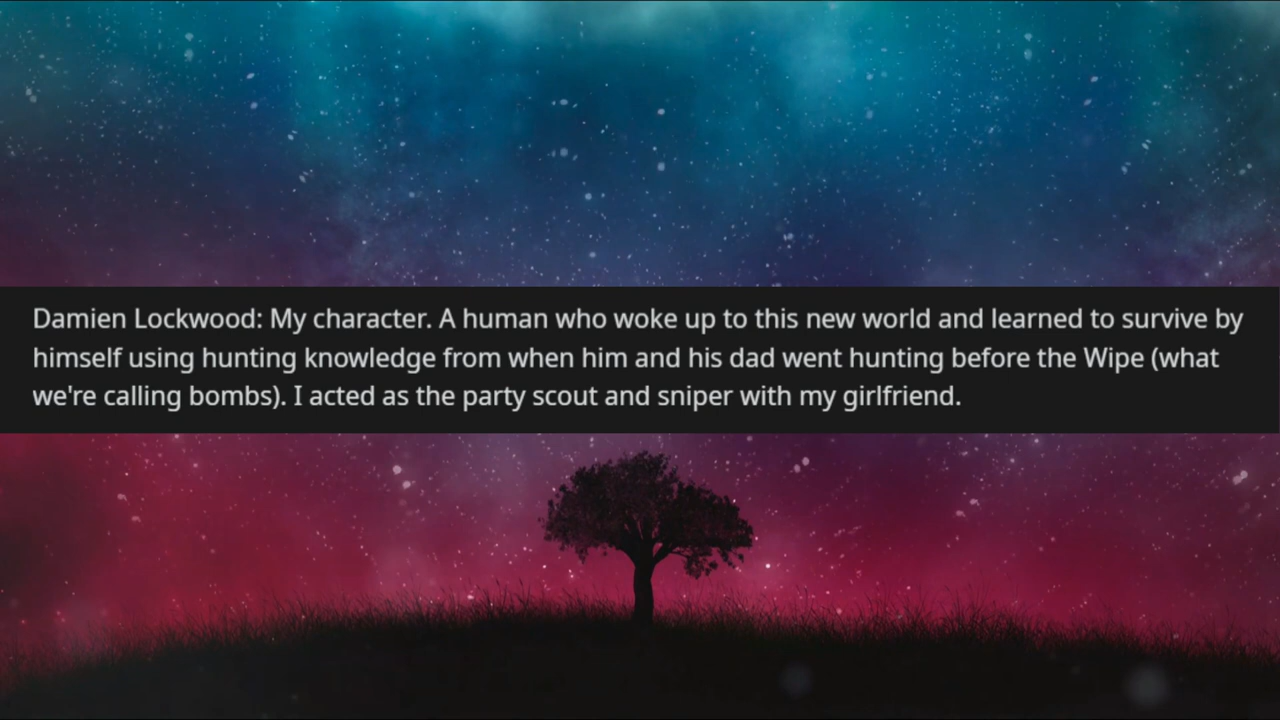 Damien Lockwood: My character. A human who woke up to this new world and learned to survive by
himself using hunting knowledge from when him and his dad went hunting before the Wipe (what
we're calling bombs). I acted as the party scout and sniper with my girlfriend.